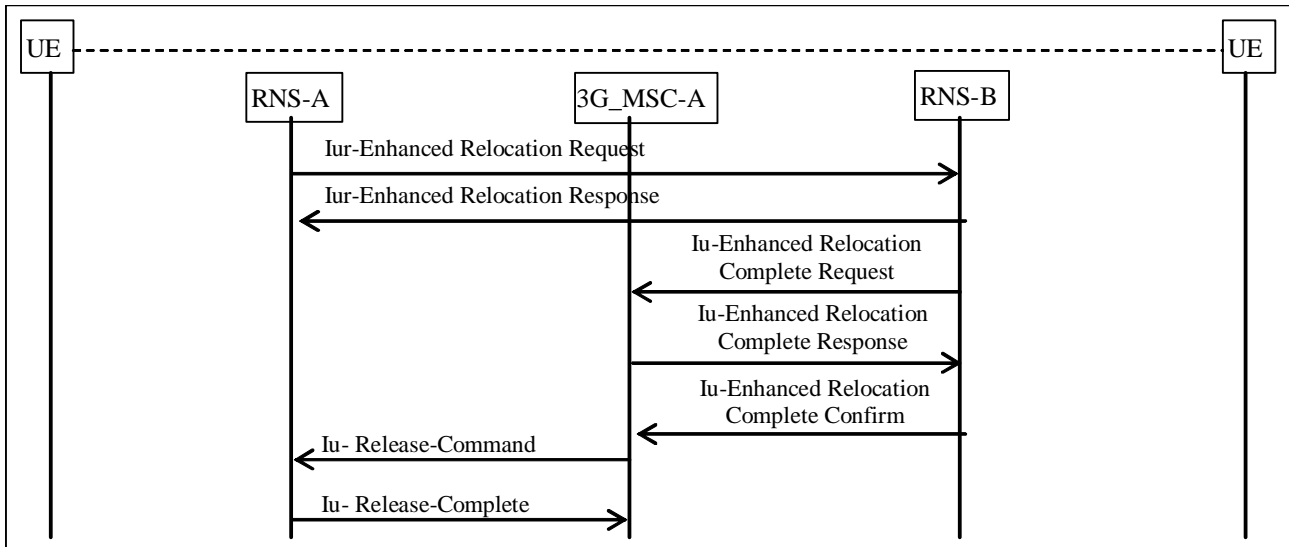 UE
UE
RNS-A
3G_MSC-A
RNS-B
Iur-Enhanced Relocation Request
Iur-Enhanced Relocation Response
Iu-Enhanced Relocation
Complete Request
Iu-Enhanced Relocation
Complete Response
Iu-Enhanced Relocation
Complete Confirm
Iu- Release-Command
Iu- Release-Complete